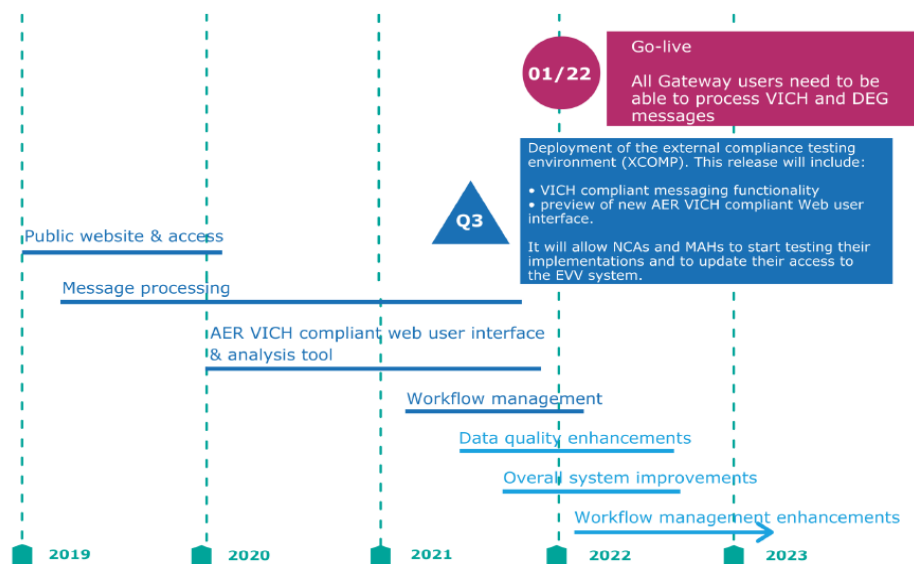 01/22
Go-live
All Gateway users need to be
able to process VICH and DEG
messages
Q3
Deployment of the external compliance testing
environment (XCOMP). This release will include:
• VICH compliant messaging functionality
• preview of new AER VICH compliant Web user
interface.
It will allow NCAs and MAHs to start testing their
implementations and to update their access to
the EVV system.
Public website & access
Message processing
AER VICH compliant web user interface
& analysis tool
Workflow management
Data quality enhancements
Overall system improvements
Workflow management enhancements
2019
2020
2021
2022
2023